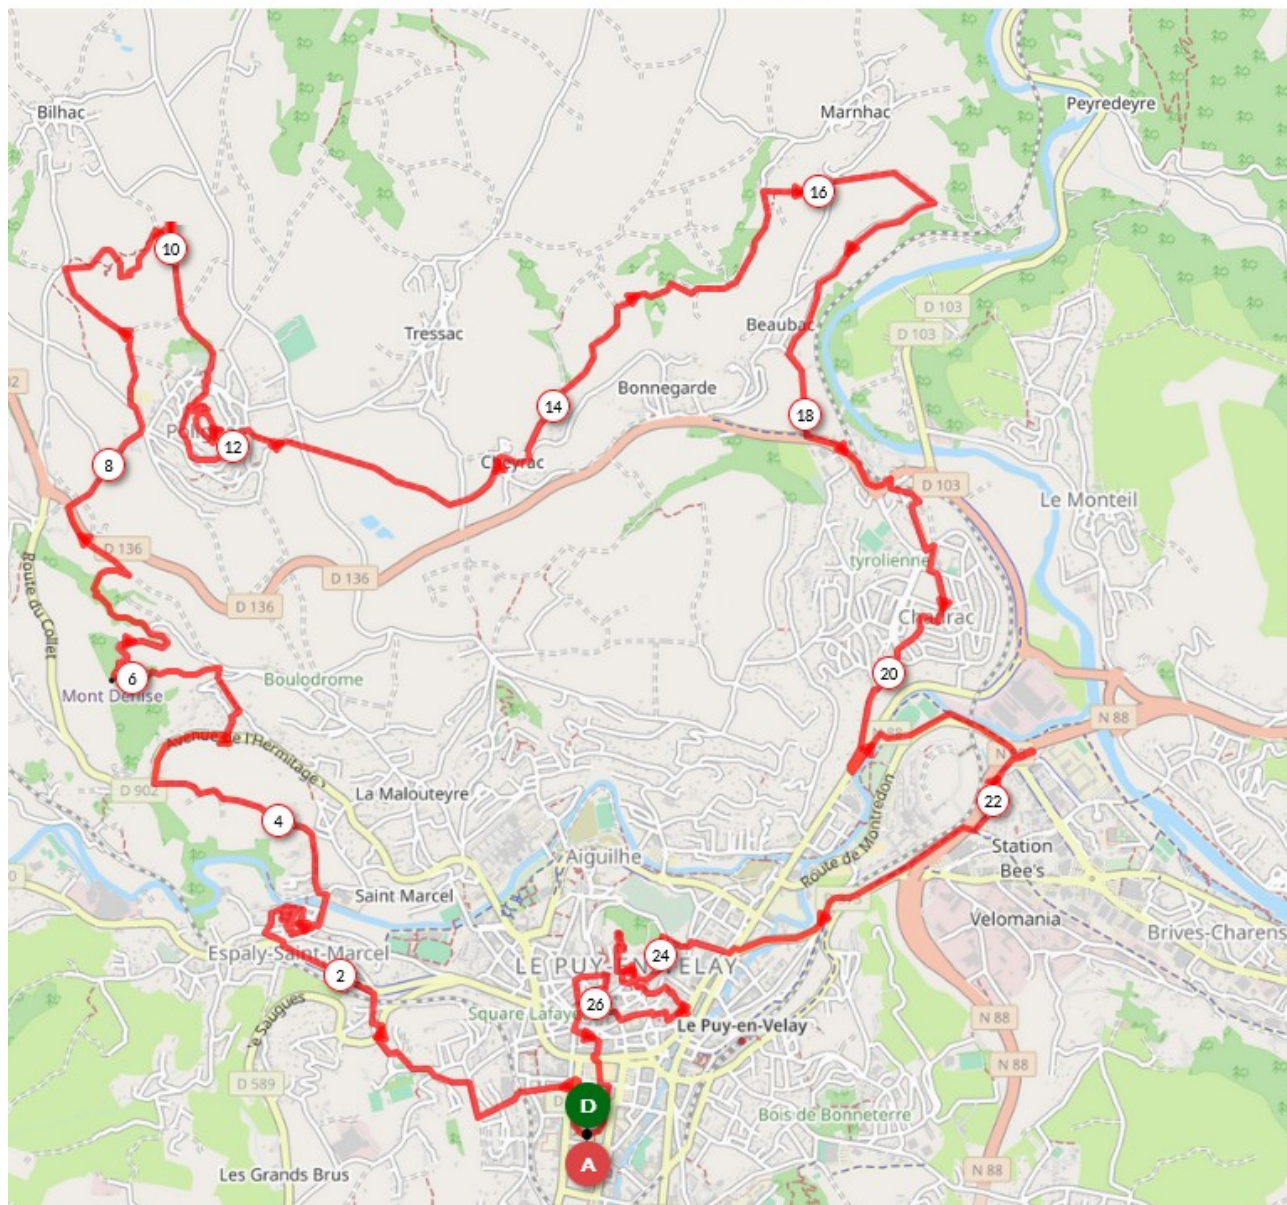 Bilhac
Marnhac
Peyredeyre
16
10
D 103
Beaubac
D 103
Tressac
Bonnegarde
14
18
12
8
D 103
Le Monteil
D 136
D 136
D 136
tyrolienne
Route du Collet
Chadrac
20
6
Mont Denise
Boulodrome
N 88
Avenue de l'Hermitage
D 902
La Malouteyre
22
4
Route de Montredon
Aiguilhe
Station
Bee's
Saint Marcel
Velomania
Brives-Charens
Espaly-Saint-Marcel
24
LE PUY-EN-VELAY
2
26
Square Lafaye
Le Puy-en-Velay
N 88
N 88
D 589
D
Bois de Bonneterre
A
Les Grands Brus
N 88